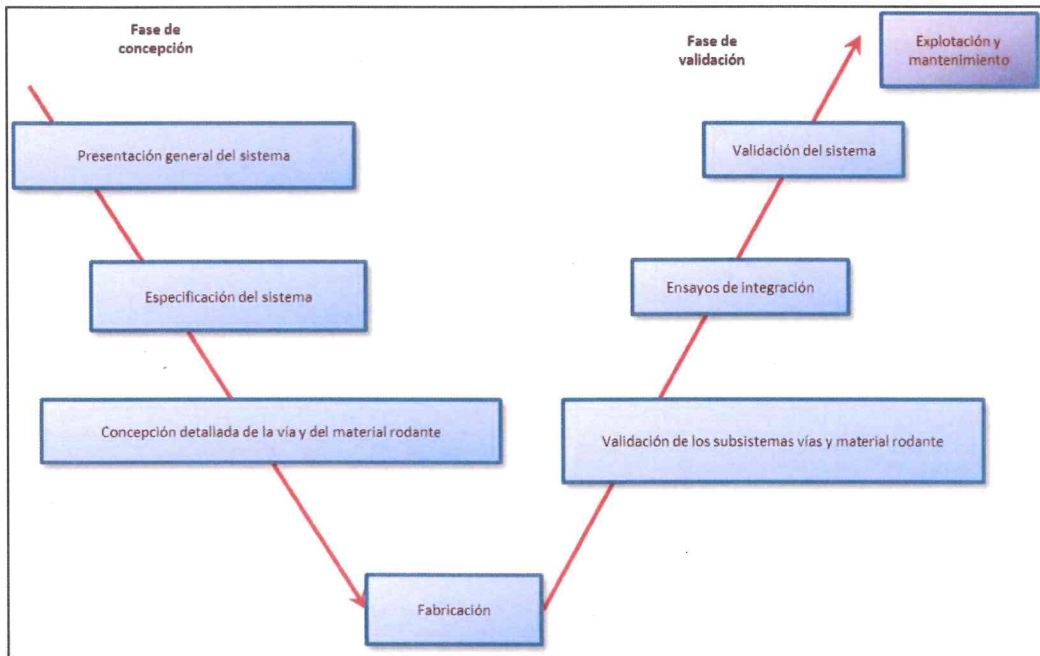 Fase de
concepción
Fase de
validación
Explotación y
mantenimiento
Presentación general del sistema
Validación del sistema
Especificación del sistema
Ensayos de integración
Concepción detallada de la vía y del material rodante
Validación de los subsistemas vías y material rodante
Fabricación